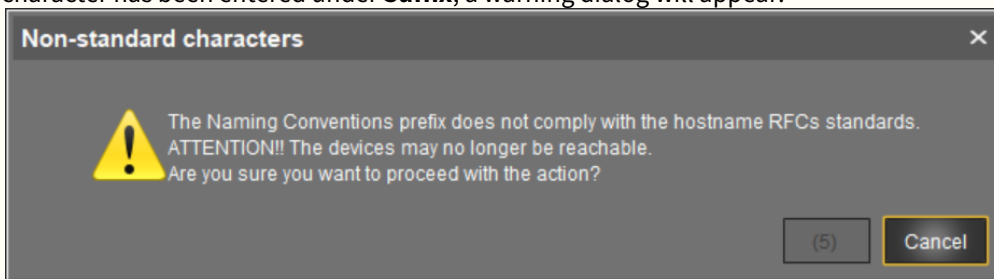 character has been entered under Suffix, a warning dialog will appear:
Non-standard characters
The Naming Conventions prefix does not comply with the hostname RFCs standards.
ATTENTION!! The devices may no longer be reachable.
Are you sure you want to proceed with the action?
(5) Cancel